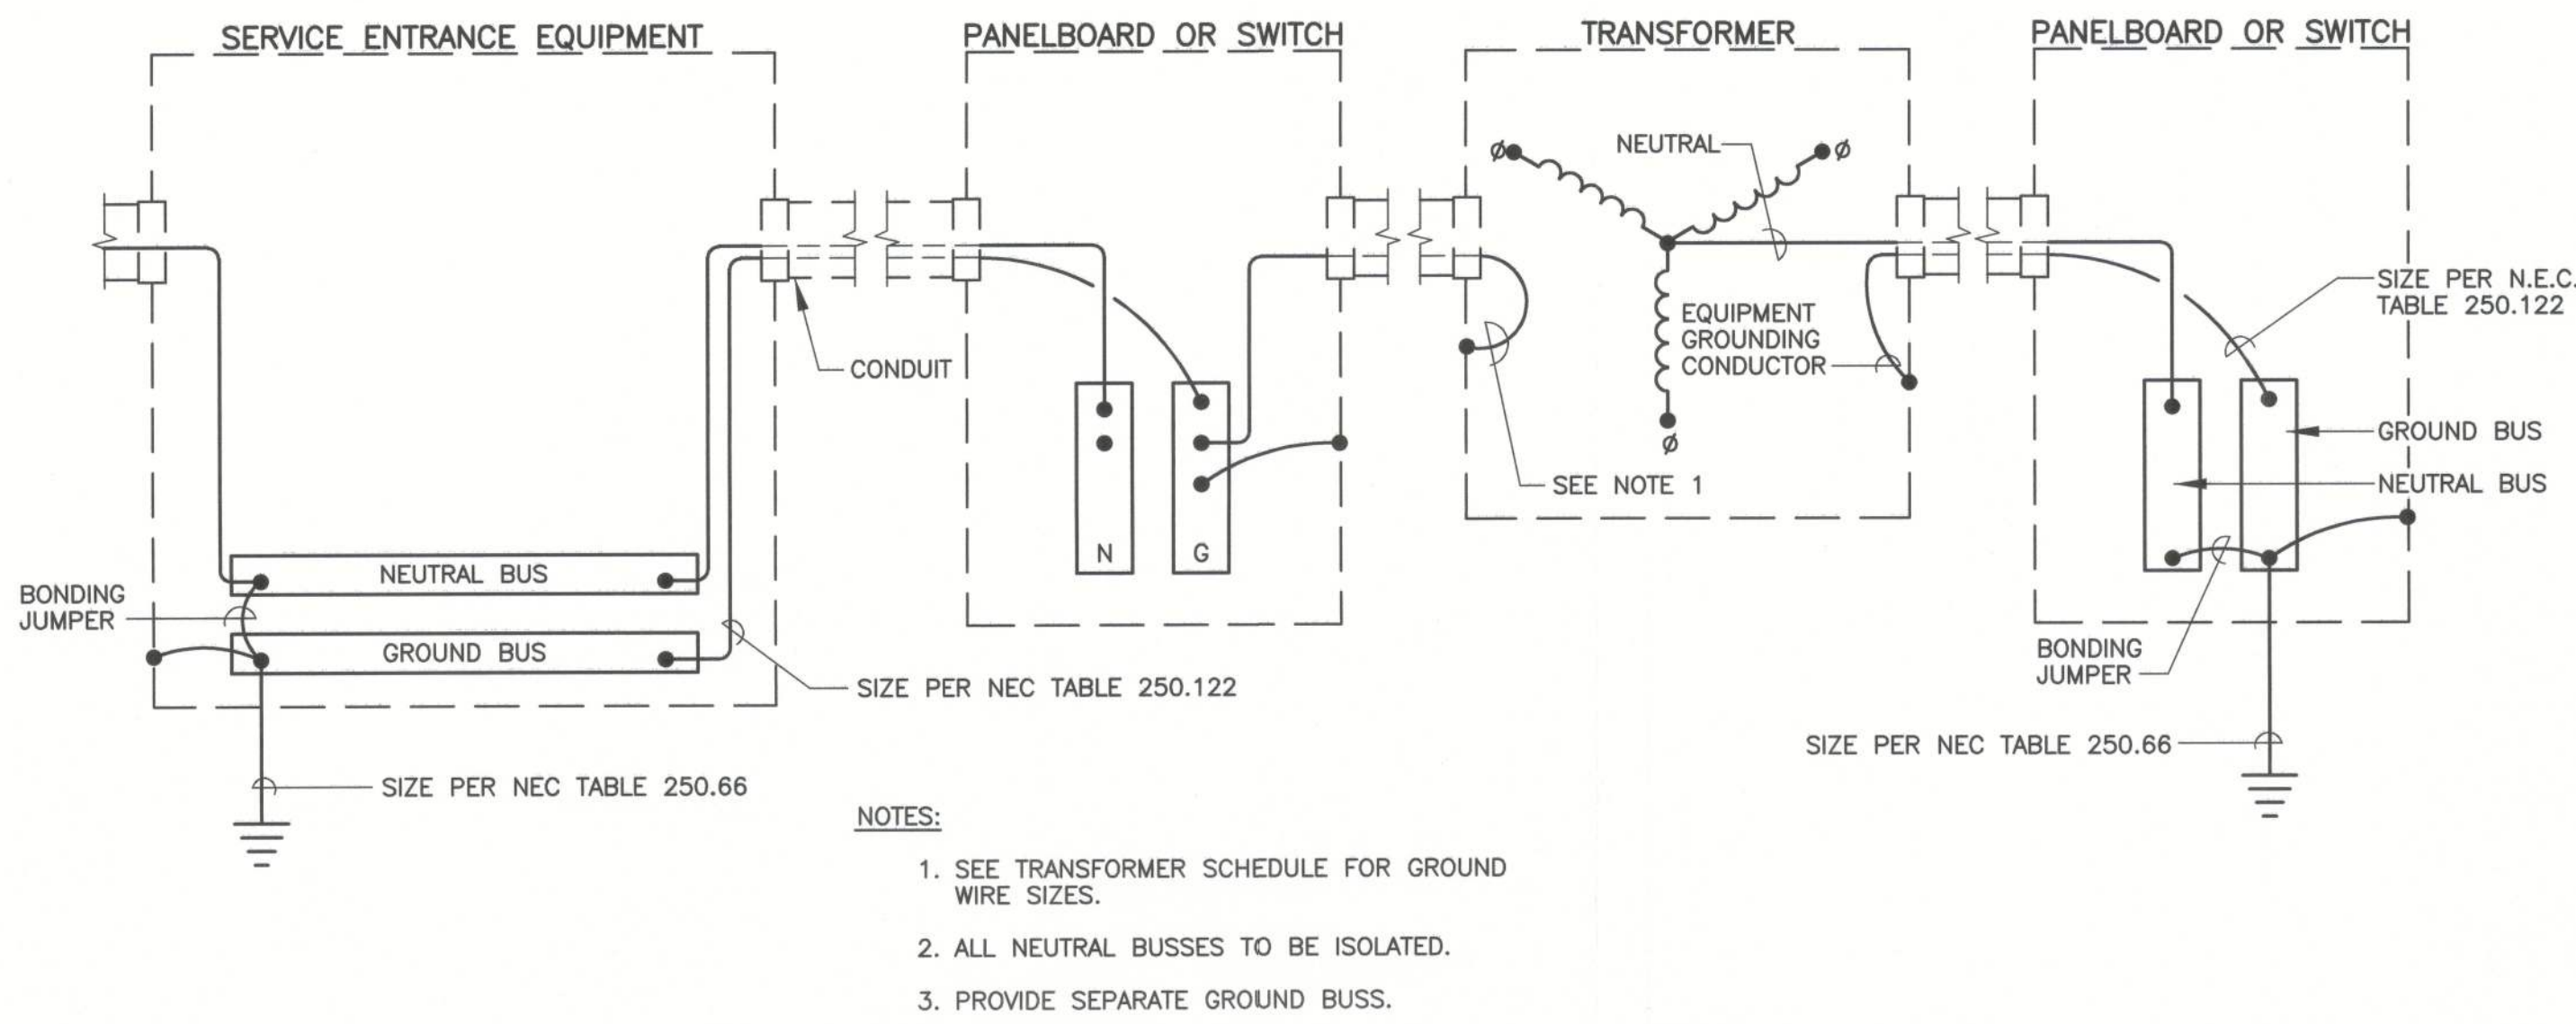 SERVICE ENTRANCE EQUIPMENT
PANELBOARD OR SWITCH
TRANSFORMER
PANELBOARD OR SWITCH
NEUTRAL
Ø
Ø
SIZE PER N.E.C.
TABLE 250.122
EQUIPMENT
GROUNDING
CONDUCTOR
CONDUIT
Ø
GROUND BUS
SEE NOTE 1
NEUTRAL BUS
N
G
NEUTRAL BUS
BONDING
JUMPER
GROUND BUS
BONDING
JUMPER
SIZE PER NEC TABLE 250.122
SIZE PER NEC TABLE 250.66
SIZE PER NEC TABLE 250.66
NOTES:
1. SEE TRANSFORMER SCHEDULE FOR GROUND
WIRE SIZES.
2. ALL NEUTRAL BUSSES TO BE ISOLATED.
3. PROVIDE SEPARATE GROUND BUSS.